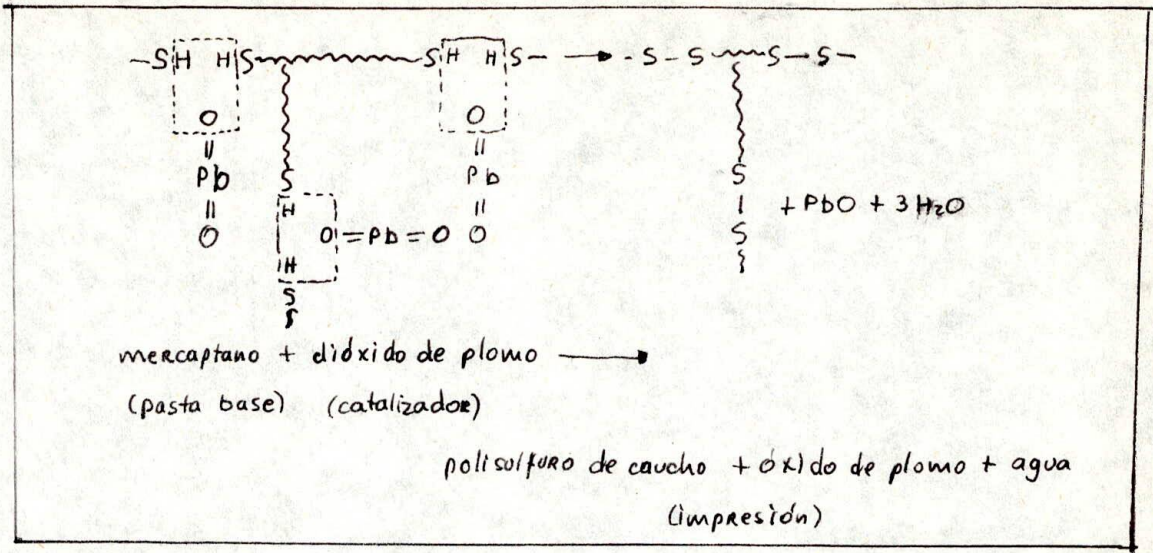 -SH HS SH HS- → -S-S S-S-
O O
|| ||
Pb S Pb S
|| H || | + PbO + 3H₂O
O O=Pb=O O S
H
S
S
mercaptano + dióxido de plomo →
(pasta base) (catalizador)
polisulfuro de caucho + óxido de plomo + agua
(impresión)